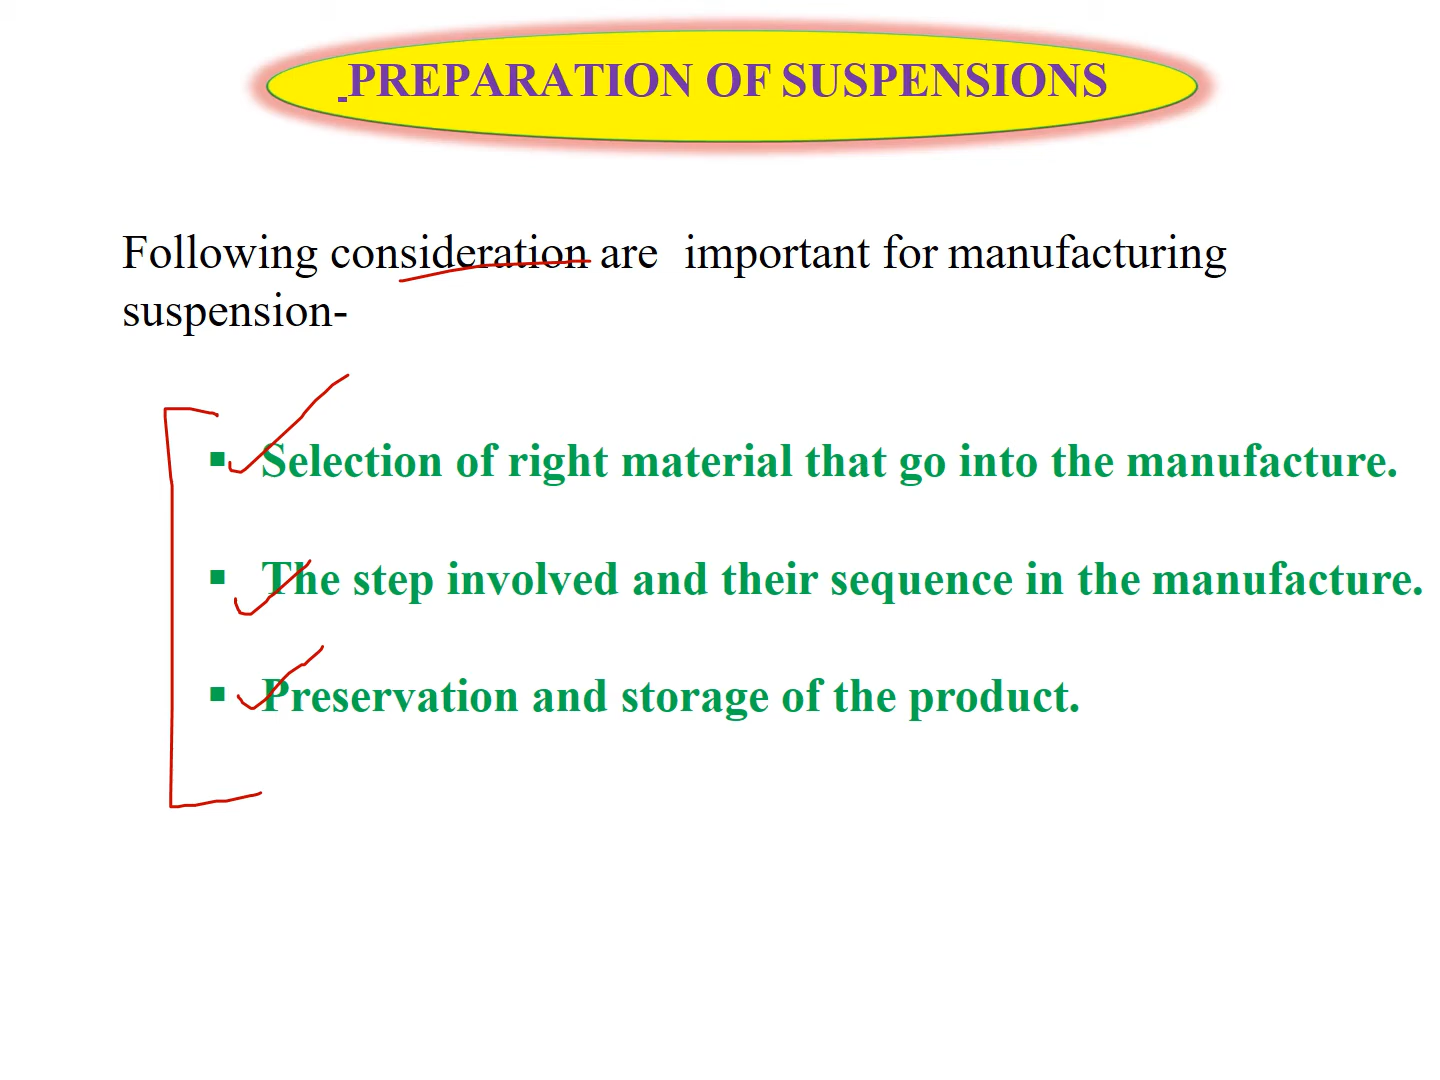 PREPARATION OF SUSPENSIONS
Following consideration are important for manufacturing
suspension-
▪ Selection of right material that go into the manufacture.
▪ The step involved and their sequence in the manufacture.
▪ Preservation and storage of the product.